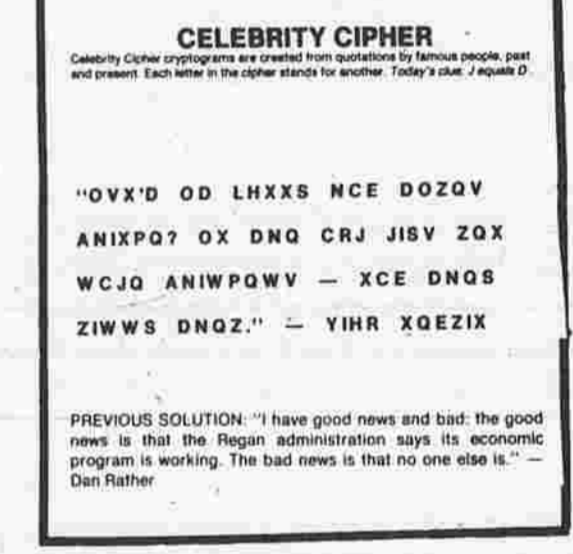 CELEBRITY CIPHER
Celebrity Cipher cryptograms are created from quotations by famous people, past
and present. Each letter in the cipher stands for another. Today's clue: J equals D
"OVX'D OD LHXXS NCE DOZQV
ANIXPQ? OX DNQ CRJ JISV ZQX
WCJQ ANIWPQWV — XCE DNQS
ZIWWS DNQZ." — YIHR XQEZIX
PREVIOUS SOLUTION: "I have good news and bad: the good
news is that the Regan administration says its economic
program is working. The bad news is that no one else is." —
Dan Rather